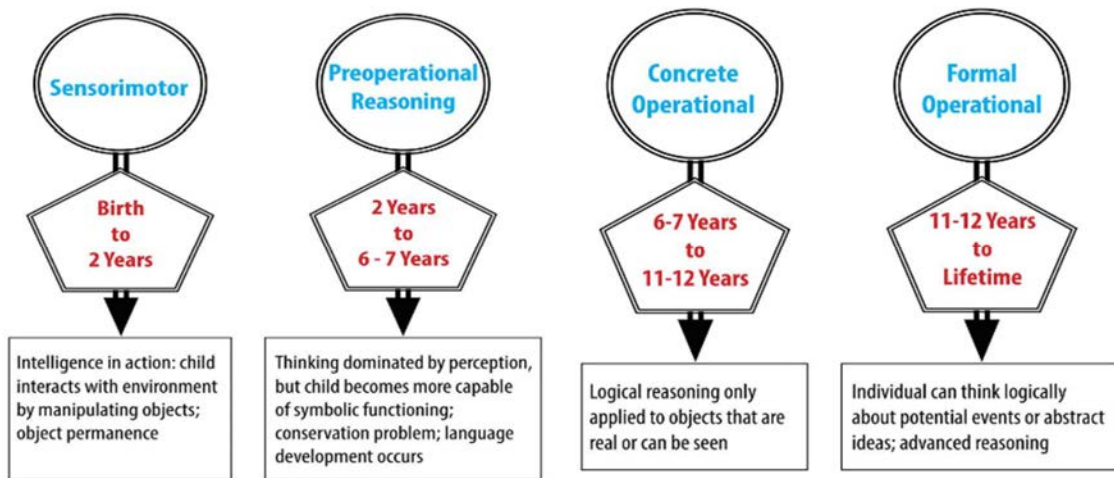 Sensorimotor
Birth
to
2 Years
Intelligence in action: child
interacts with environment
by manipulating objects;
object permanence
Preoperational
Reasoning
2 Years
to
6 - 7 Years
Thinking dominated by perception,
but child becomes more capable
of symbolic functioning;
conservation problem; language
development occurs
Concrete
Operational
6-7 Years
to
11-12 Years
Logical reasoning only
applied to objects that are
real or can be seen
Formal
Operational
11-12 Years
to
Lifetime
Individual can think logically
about potential events or abstract
ideas; advanced reasoning